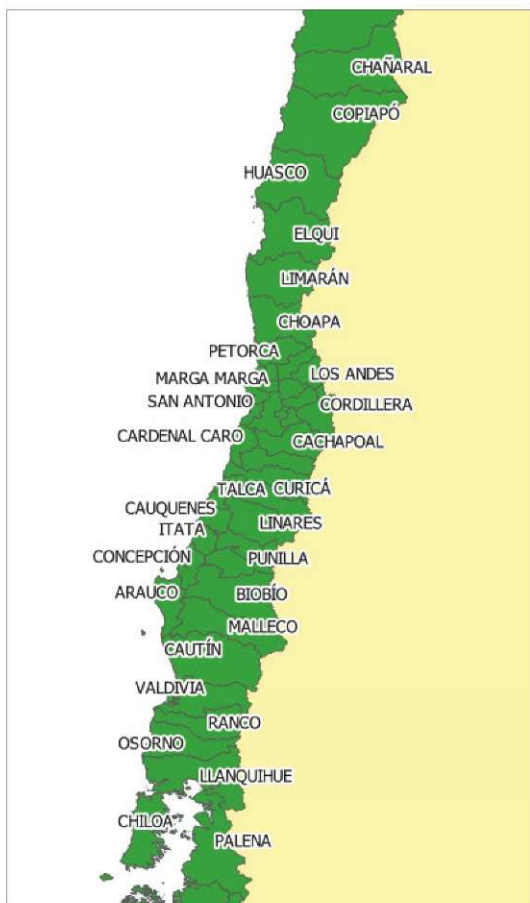 CHAÑARAL
COPIAPÓ
HUASCO
ELQUI
LIMARÁN
CHOAPA
PETORCA
LOS ANDES
MARGA MARGA
SAN ANTONIO
CORDILLERA
CARDENAL CARO
CACHAPOAL
TALCA
CURICÁ
CAUQUENES
LINARES
ITATA
CONCEPCIÓN
PUNILLA
ARAUCO
BIOBÍO
MALLECO
CAUTÍN
VALDIVIA
RANCO
OSORNO
LLANQUIHUE
CHILOA
PALENA